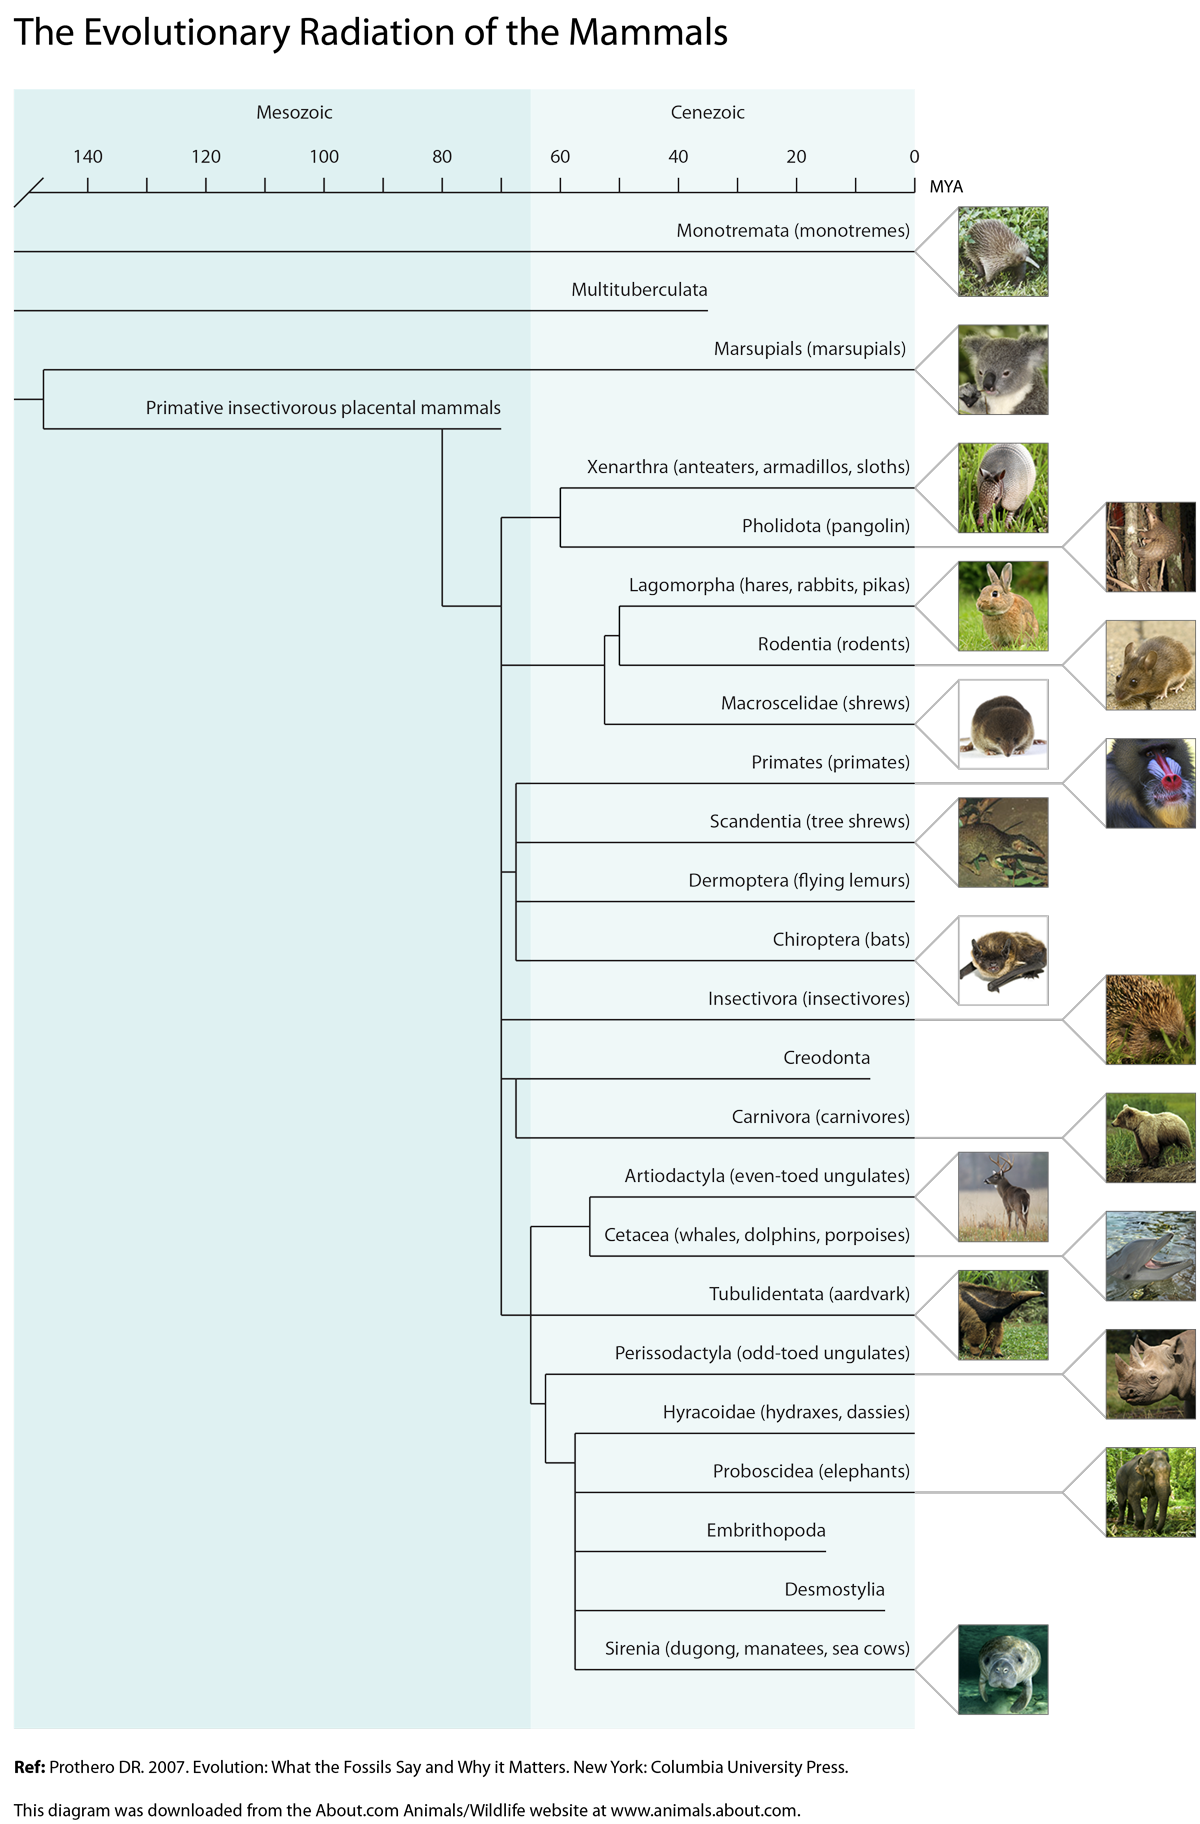 The Evolutionary Radiation of the Mammals
Mesozoic Cenezoic
140 120 100 80 60 40 20 0
MYA
Monotremata (monotremes)
Multituberculata
Marsupials (marsupials)
Primative insectivorous placental mammals
Xenarthra (anteaters, armadillos, sloths)
Pholidota (pangolin)
Lagomorpha (hares, rabbits, pikas)
Rodentia (rodents)
Macroscelidae (shrews)
Primates (primates)
Scandentia (tree shrews)
Dermoptera (flying lemurs)
Chiroptera (bats)
Insectivora (insectivores)
Creodonta
Carnivora (carnivores)
Artiodactyla (even-toed ungulates)
Cetacea (whales, dolphins, porpoises)
Tubulidentata (aardvark)
Perissodactyla (odd-toed ungulates)
Hyracoidae (hydraxes, dassies)
Proboscidea (elephants)
Embrithopoda
Desmostylia
Sirenia (dugong, manatees, sea cows)
Ref: Prothero DR. 2007. Evolution: What the Fossils Say and Why it Matters. New York: Columbia University Press.
This diagram was downloaded from the About.com Animals/Wildlife website at www.animals.about.com.